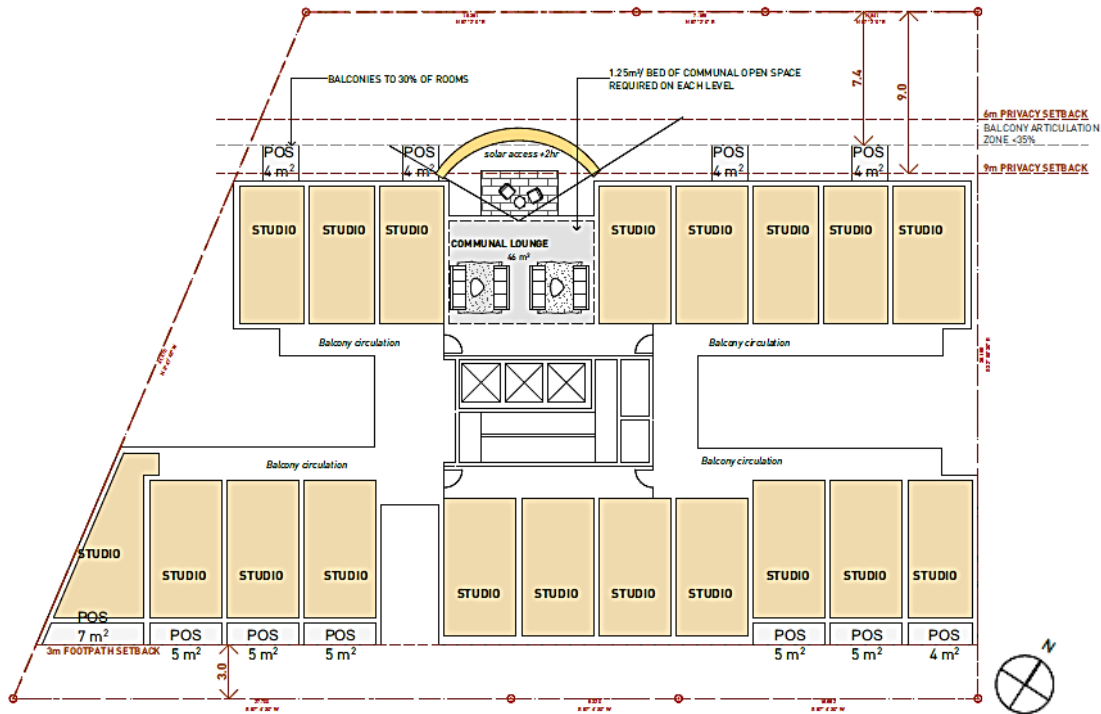 BALCONIES TO 30% OF ROOMS
1.25m²/ BED OF COMMUNAL OPEN SPACE
REQUIRED ON EACH LEVEL
7.4
9.0
6m PRIVACY SETBACK
BALCONY ARTICULATION
ZONE <35%
9m PRIVACY SETBACK
POS
4 m²
POS
4 m²
solar access +2hr
POS
4 m²
POS
4 m²
STUDIO
STUDIO
STUDIO
COMMUNAL LOUNGE
46 m²
STUDIO
STUDIO
STUDIO
STUDIO
STUDIO
Balcony circulation
Balcony circulation
Balcony circulation
Balcony circulation
STUDIO
STUDIO
STUDIO
STUDIO
STUDIO
STUDIO
STUDIO
STUDIO
STUDIO
STUDIO
STUDIO
POS
7 m²
POS
5 m²
POS
5 m²
POS
5 m²
POS
5 m²
POS
5 m²
POS
4 m²
3m FOOTPATH SETBACK
3.0
N